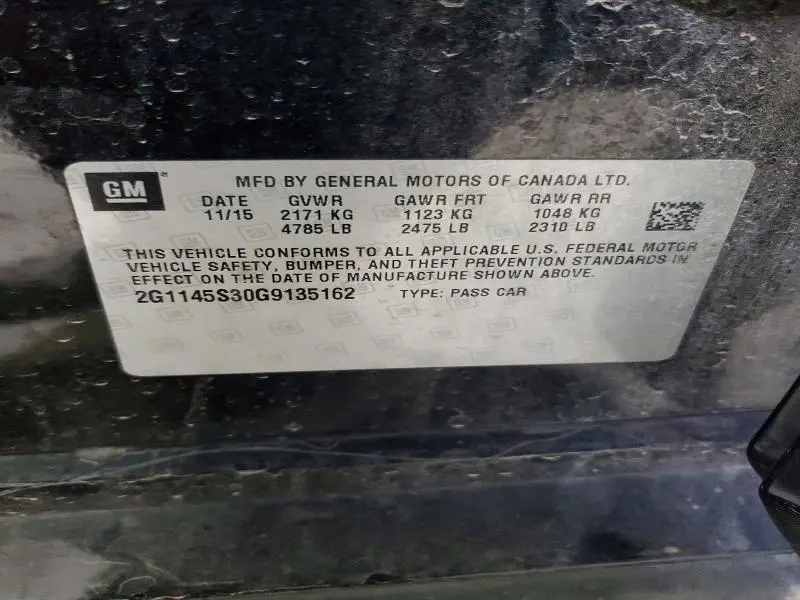 GM
MFD BY GENERAL MOTORS OF CANADA LTD.
DATE GVWR GAWR FRT GAWR RR
11/15 2171 KG 1123 KG 1048 KG
4785 LB 2475 LB 2310 LB
THIS VEHICLE CONFORMS TO ALL APPLICABLE U.S. FEDERAL MOTOR
VEHICLE SAFETY, BUMPER, AND THEFT PREVENTION STANDARDS IN
EFFECT ON THE DATE OF MANUFACTURE SHOWN ABOVE.
2G1145S30G9135162 TYPE: PASS CAR